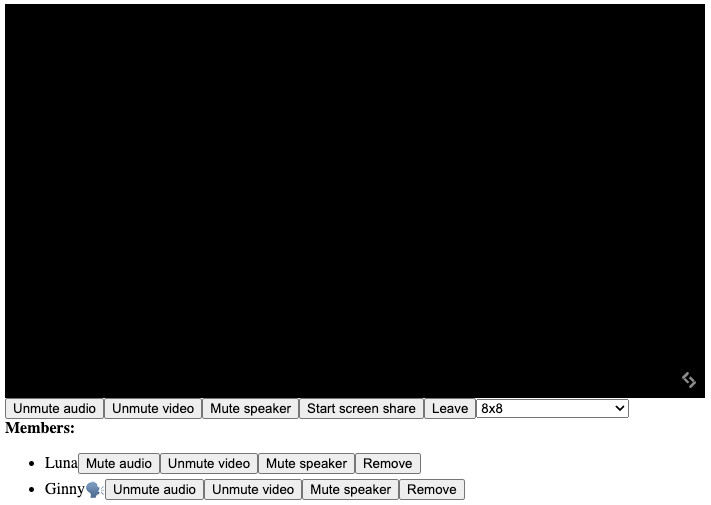 Unmute audio Unmute video Mute speaker Start screen share Leave 8x8
Members:
• Luna Mute audio Unmute video Mute speaker Remove
• Ginny🗣 Unmute audio Unmute video Mute speaker Remove